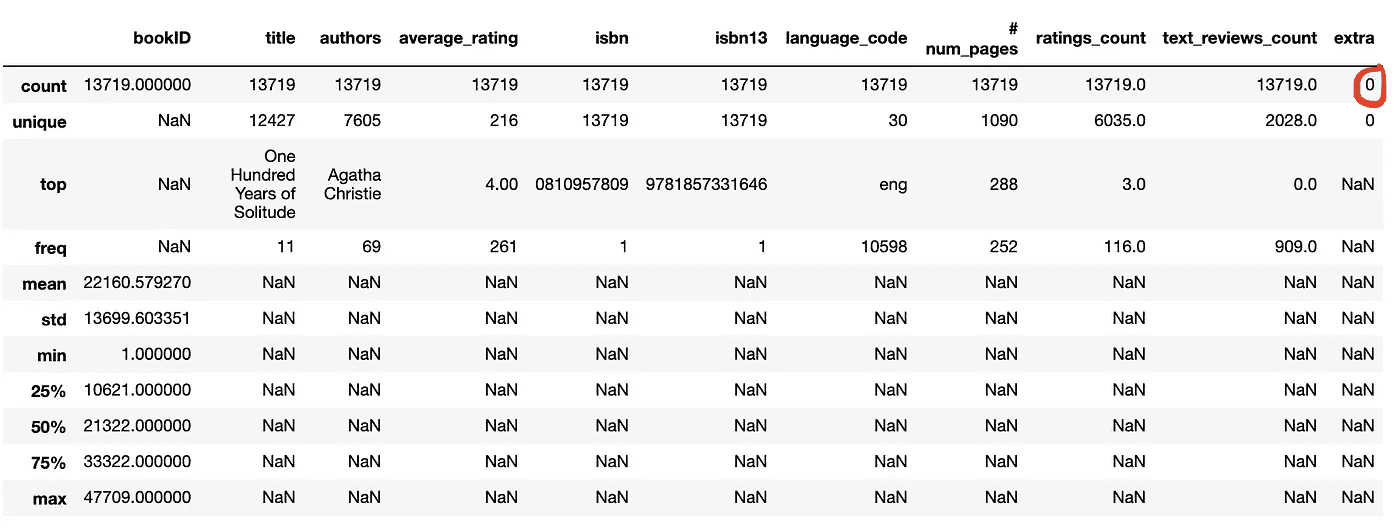 bookID title authors average_rating isbn isbn13 language_code # num_pages ratings_count text_reviews_count extra
count 13719.000000 13719 13719 13719 13719 13719 13719 13719 13719.0 13719.0 0
unique NaN 12427 7605 216 13719 13719 30 1090 6035.0 2028.0 0
top NaN One Hundred Years of Solitude Agatha Christie 4.00 0810957809 9781857331646 eng 288 3.0 0.0 NaN
freq NaN 11 69 261 1 1 10598 252 116.0 909.0 NaN
mean 22160.579270 NaN NaN NaN NaN NaN NaN NaN NaN NaN NaN
std 13699.603351 NaN NaN NaN NaN NaN NaN NaN NaN NaN NaN
min 1.000000 NaN NaN NaN NaN NaN NaN NaN NaN NaN NaN
25% 10621.000000 NaN NaN NaN NaN NaN NaN NaN NaN NaN NaN
50% 21322.000000 NaN NaN NaN NaN NaN NaN NaN NaN NaN NaN
75% 33322.000000 NaN NaN NaN NaN NaN NaN NaN NaN NaN NaN
max 47709.000000 NaN NaN NaN NaN NaN NaN NaN NaN NaN NaN